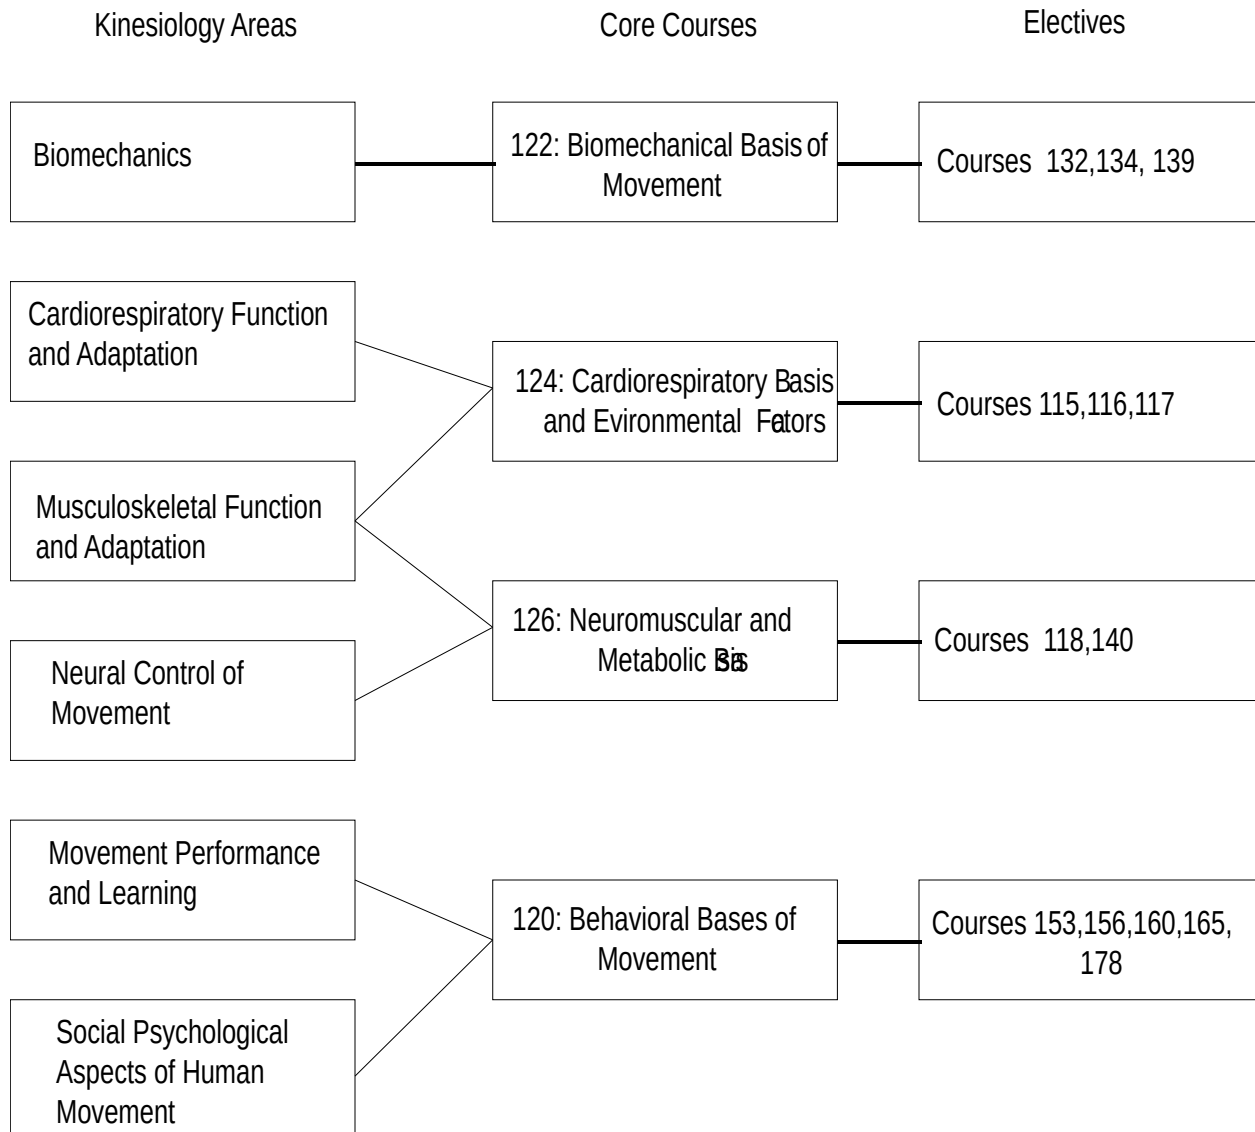 Kinesiology Areas
Core Courses
Electives
Biomechanics
122: Biomechanical Basis of
Movement
Courses 132,134, 139
Cardiorespiratory Function
and Adaptation
124: Cardiorespiratory Basis
and Evironmental Factors
Courses 115,116,117
Musculoskeletal Function
and Adaptation
126: Neuromuscular and
Metabolic Basis
Courses 118,140
Neural Control of
Movement
Movement Performance
and Learning
120: Behavioral Bases of
Movement
Courses 153,156,160,165,
178
Social Psychological
Aspects of Human
Movement